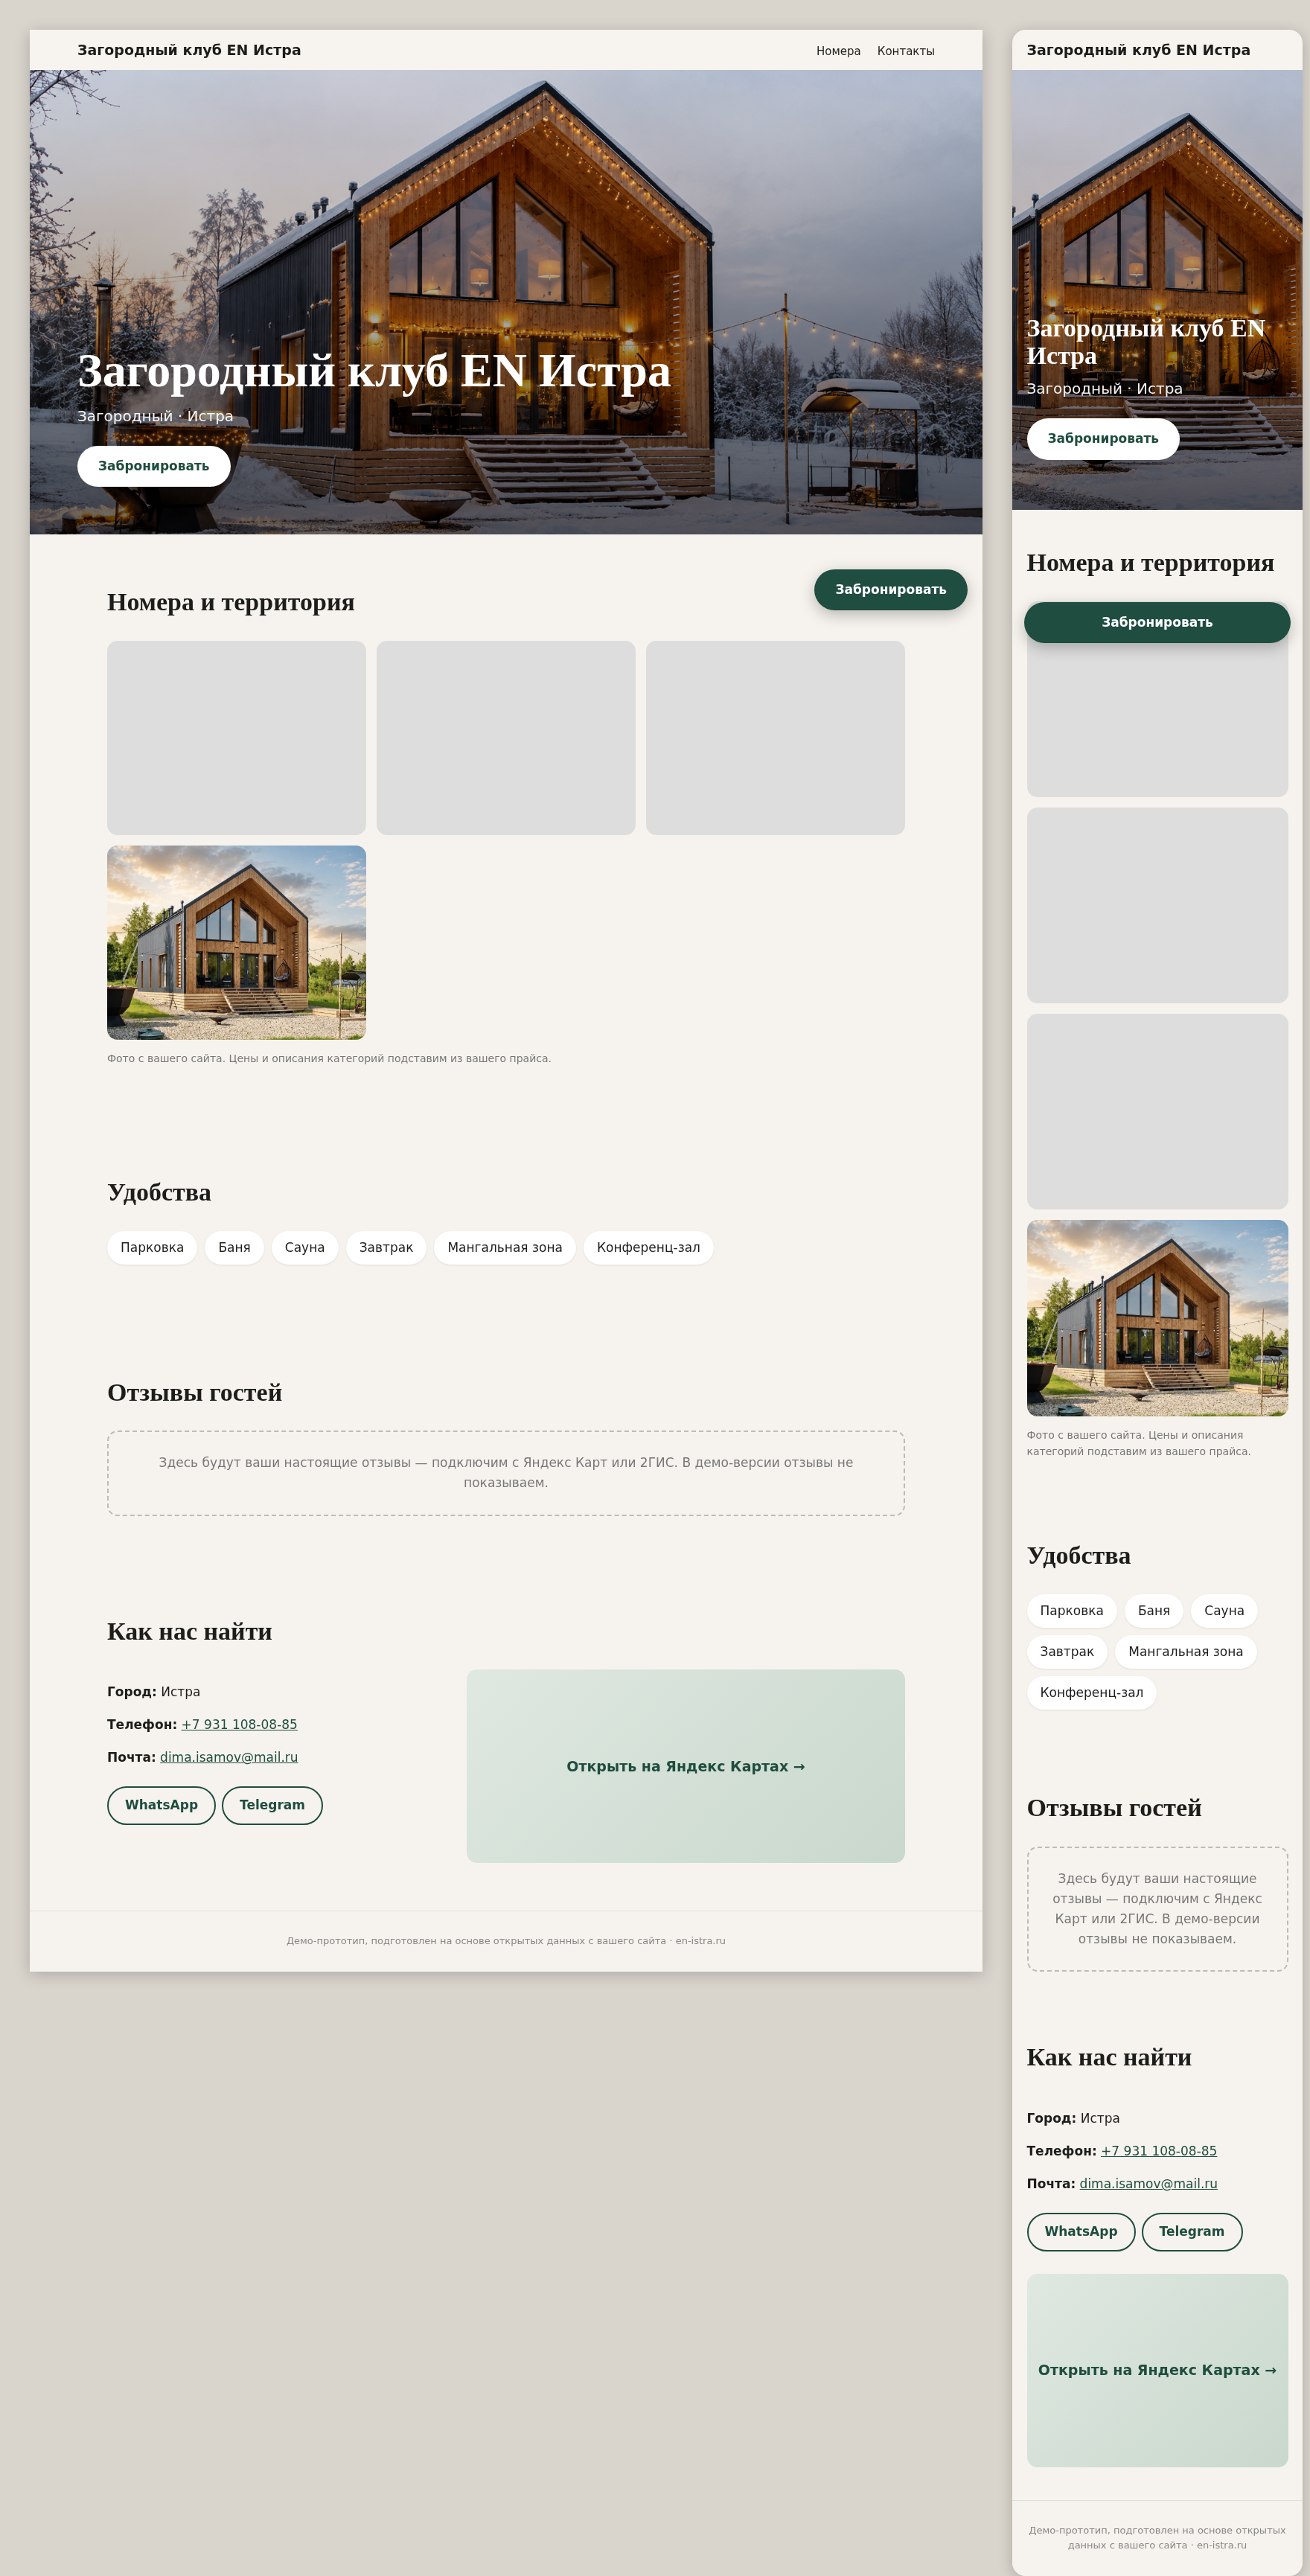 Загородный клуб EN Истра
Номера Контакты
Загородный клуб EN Истра
Загородный · Истра
Забронировать
Забронировать
Номера и территория
Фото с вашего сайта. Цены и описания категорий подставим из вашего прайса.
Удобства
Парковка Баня Сауна Завтрак Мангальная зона Конференц-зал
Отзывы гостей
Здесь будут ваши настоящие отзывы — подключим с Яндекс Карт или 2ГИС. В демо-версии отзывы не
показываем.
Как нас найти
Город: Истра
Телефон: +7 931 108-08-85
Почта: dima.isamov@mail.ru
WhatsApp Telegram
Открыть на Яндекс Картах →
Демо-прототип, подготовлен на основе открытых данных с вашего сайта · en-istra.ru
Загородный клуб EN Истра
Загородный клуб EN
Истра
Загородный · Истра
Забронировать
Номера и территория
Забронировать
Фото с вашего сайта. Цены и описания
категорий подставим из вашего прайса.
Удобства
Парковка Баня Сауна
Завтрак Мангальная зона
Конференц-зал
Отзывы гостей
Здесь будут ваши настоящие
отзывы — подключим с Яндекс
Карт или 2ГИС. В демо-версии
отзывы не показываем.
Как нас найти
Город: Истра
Телефон: +7 931 108-08-85
Почта: dima.isamov@mail.ru
WhatsApp Telegram
Открыть на Яндекс Картах →
Демо-прототип, подготовлен на основе открытых
данных с вашего сайта · en-istra.ru